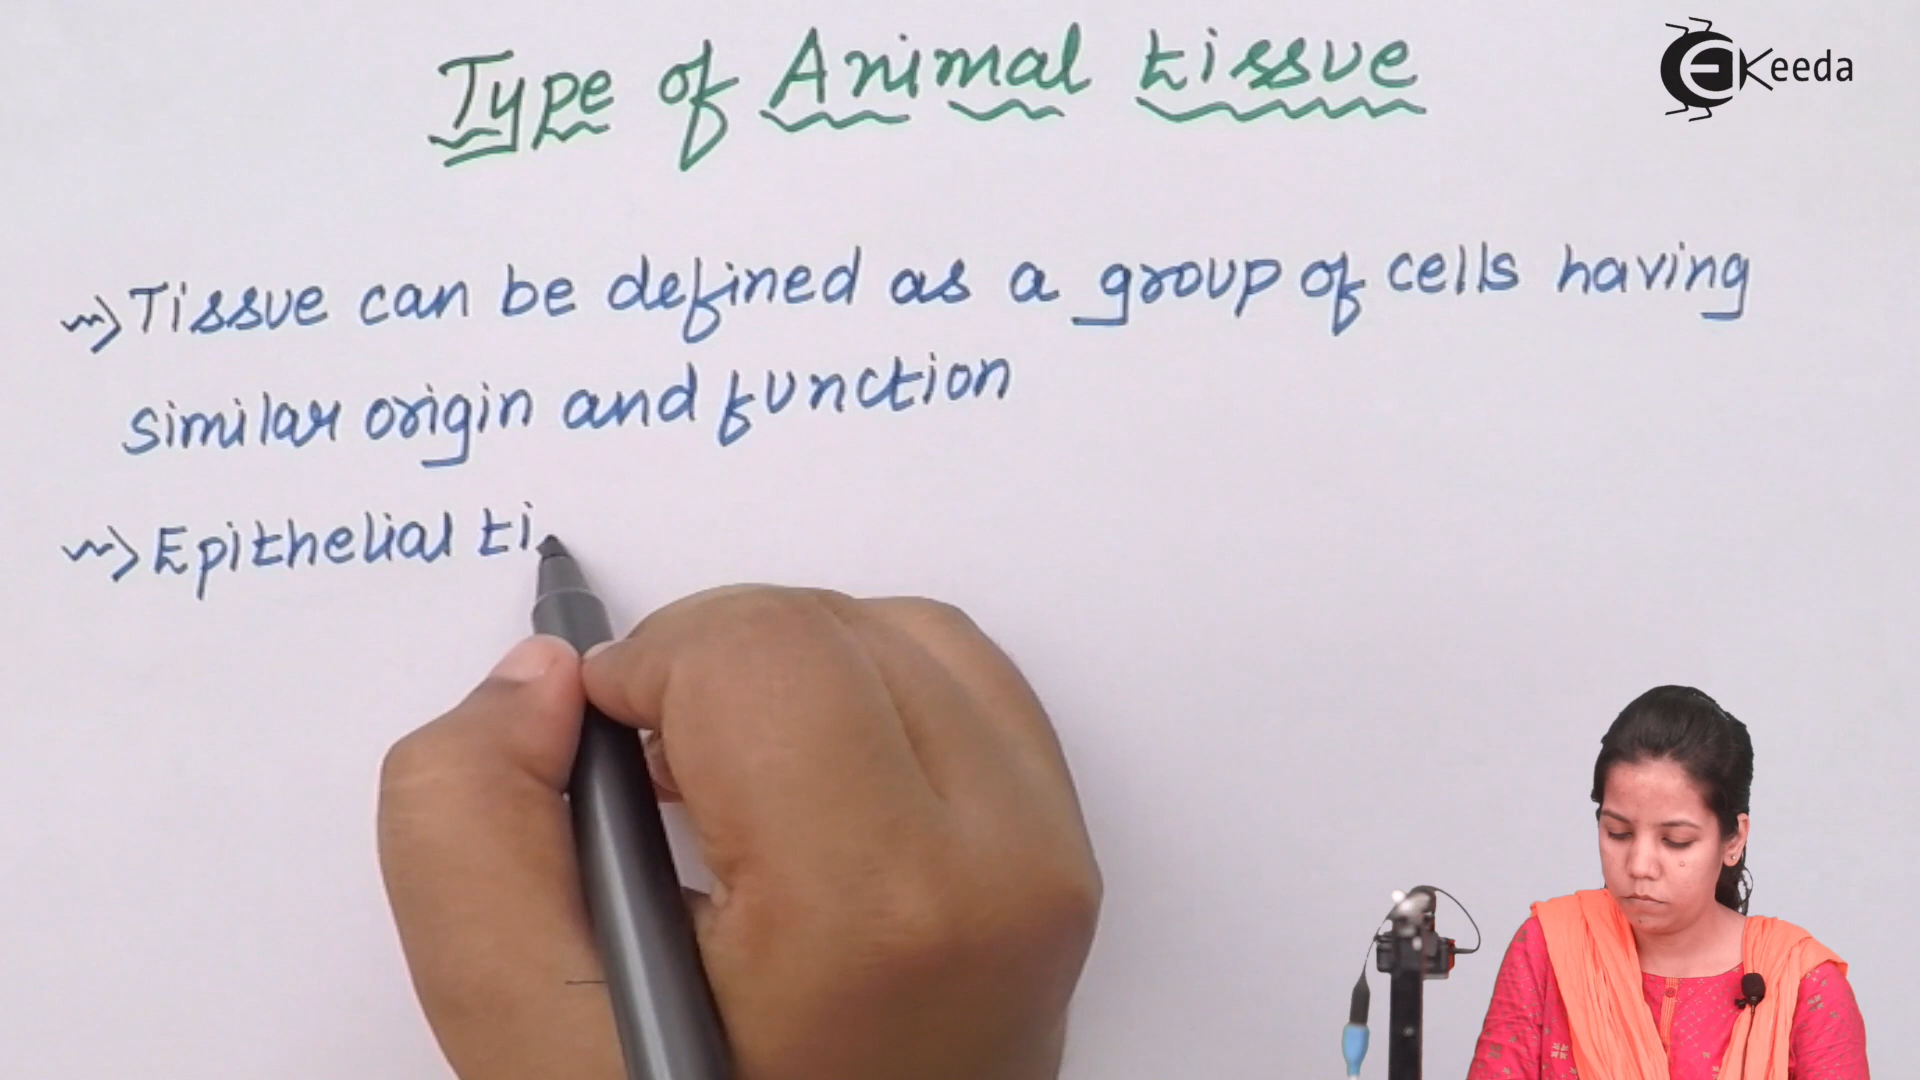 Type of Animal tissue
EKeeda
Tissue can be defined as a group of cells having
similar origin and function
Epithelial ti